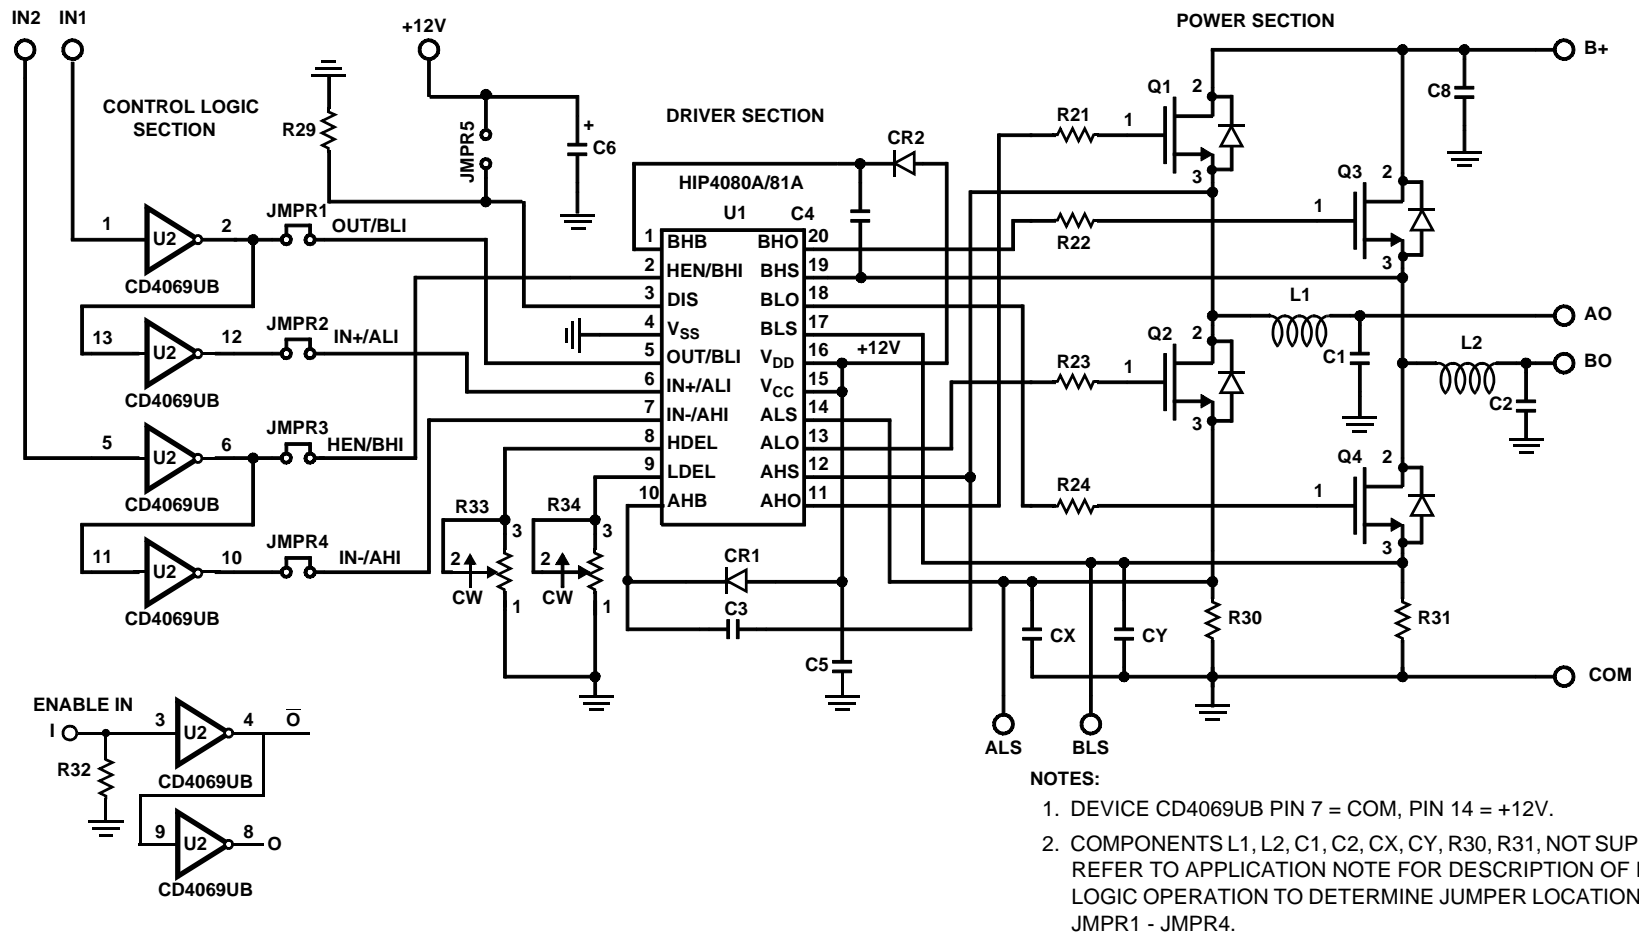 IN2 IN1
+12V
POWER SECTION
B+
CONTROL LOGIC
SECTION
R29
JMPR5
+
C6
DRIVER SECTION
CR2
HIP4080A/81A
U1
C4
R21
1
Q1
2
3
C8
R22
1
Q3
2
3
1
U2
2
CD4069UB
JMPR1
OUT/BLI
13
U2
12
CD4069UB
JMPR2
IN+/ALI
5
U2
6
CD4069UB
JMPR3
HEN/BHI
11
U2
10
CD4069UB
JMPR4
IN-/AHI
1 BHB BHO 20
2 HEN/BHI BHS 19
3 DIS BLO 18
4 VSS BLS 17
5 OUT/BLI VDD 16 +12V
6 IN+/ALI VCC 15
7 IN-/AHI ALS 14
8 HDEL ALO 13
9 LDEL AHS 12
10 AHB AHO 11
L1
AO
C1
L2
BO
C2
R23
1
Q2
2
3
R24
1
Q4
2
3
R33
3
2
CW
1
R34
3
2
CW
1
CR1
C3
C5
CX
CY
R30
R31
COM
ALS
BLS
ENABLE IN
I
3
U2
4
O
R32
CD4069UB
9
U2
8
O
CD4069UB
NOTES:
1. DEVICE CD4069UB PIN 7 = COM, PIN 14 = +12V.
2. COMPONENTS L1, L2, C1, C2, CX, CY, R30, R31, NOT SUP
REFER TO APPLICATION NOTE FOR DESCRIPTION OF
LOGIC OPERATION TO DETERMINE JUMPER LOCATION
JMPR1 - JMPR4.